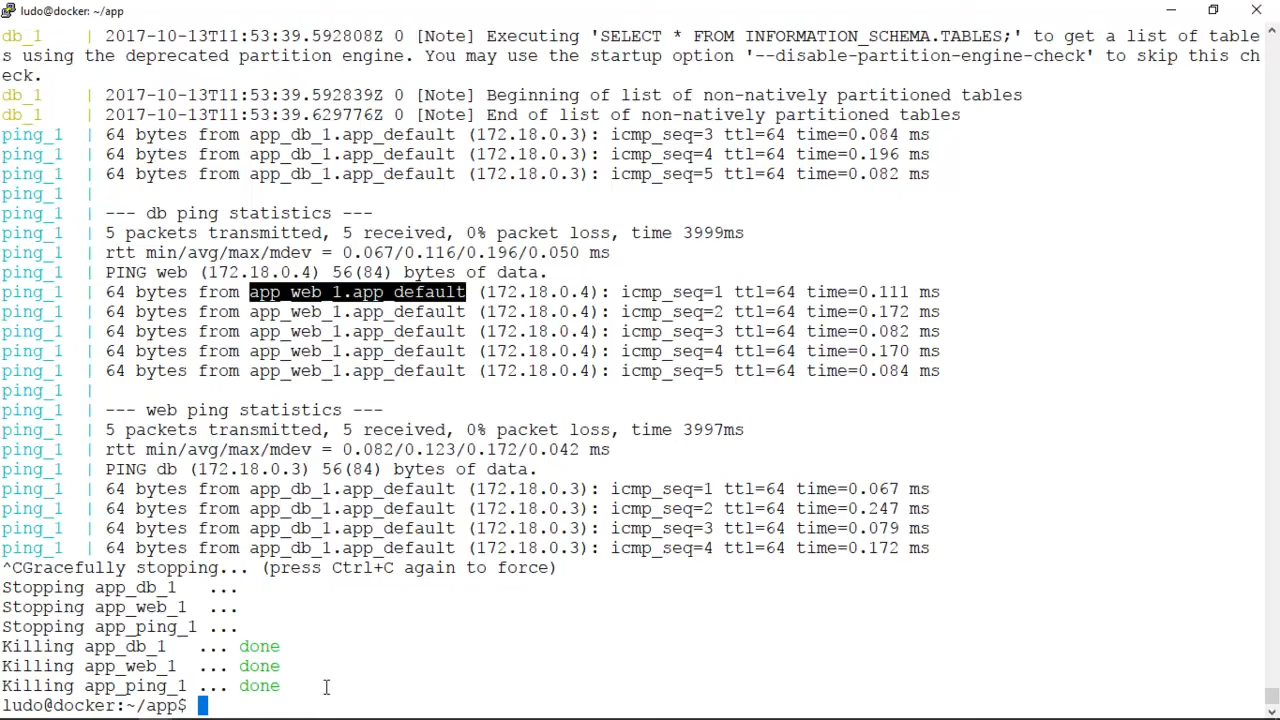 ludo@docker: ~/app
db_1    | 2017-10-13T11:53:39.592808Z 0 [Note] Executing 'SELECT * FROM INFORMATION_SCHEMA.TABLES;' to get a list of table
s using the deprecated partition engine. You may use the startup option '--disable-partition-engine-check' to skip this ch
eck.
db_1    | 2017-10-13T11:53:39.592839Z 0 [Note] Beginning of list of non-natively partitioned tables
db_1    | 2017-10-13T11:53:39.629776Z 0 [Note] End of list of non-natively partitioned tables
ping_1  | 64 bytes from app_db_1.app_default (172.18.0.3): icmp_seq=3 ttl=64 time=0.084 ms
ping_1  | 64 bytes from app_db_1.app_default (172.18.0.3): icmp_seq=4 ttl=64 time=0.196 ms
ping_1  | 64 bytes from app_db_1.app_default (172.18.0.3): icmp_seq=5 ttl=64 time=0.082 ms
ping_1  |
ping_1  | --- db ping statistics ---
ping_1  | 5 packets transmitted, 5 received, 0% packet loss, time 3999ms
ping_1  | rtt min/avg/max/mdev = 0.067/0.116/0.196/0.050 ms
ping_1  | PING web (172.18.0.4) 56(84) bytes of data.
ping_1  | 64 bytes from app_web_1.app_default (172.18.0.4): icmp_seq=1 ttl=64 time=0.111 ms
ping_1  | 64 bytes from app_web_1.app_default (172.18.0.4): icmp_seq=2 ttl=64 time=0.172 ms
ping_1  | 64 bytes from app_web_1.app_default (172.18.0.4): icmp_seq=3 ttl=64 time=0.082 ms
ping_1  | 64 bytes from app_web_1.app_default (172.18.0.4): icmp_seq=4 ttl=64 time=0.170 ms
ping_1  | 64 bytes from app_web_1.app_default (172.18.0.4): icmp_seq=5 ttl=64 time=0.084 ms
ping_1  |
ping_1  | --- web ping statistics ---
ping_1  | 5 packets transmitted, 5 received, 0% packet loss, time 3997ms
ping_1  | rtt min/avg/max/mdev = 0.082/0.123/0.172/0.042 ms
ping_1  | PING db (172.18.0.3) 56(84) bytes of data.
ping_1  | 64 bytes from app_db_1.app_default (172.18.0.3): icmp_seq=1 ttl=64 time=0.067 ms
ping_1  | 64 bytes from app_db_1.app_default (172.18.0.3): icmp_seq=2 ttl=64 time=0.247 ms
ping_1  | 64 bytes from app_db_1.app_default (172.18.0.3): icmp_seq=3 ttl=64 time=0.079 ms
ping_1  | 64 bytes from app_db_1.app_default (172.18.0.3): icmp_seq=4 ttl=64 time=0.172 ms
^CGracefully stopping... (press Ctrl+C again to force)
Stopping app_db_1   ...
Stopping app_web_1  ...
Stopping app_ping_1 ...
Killing app_db_1   ... done
Killing app_web_1  ... done
Killing app_ping_1 ... done
ludo@docker:~/app$